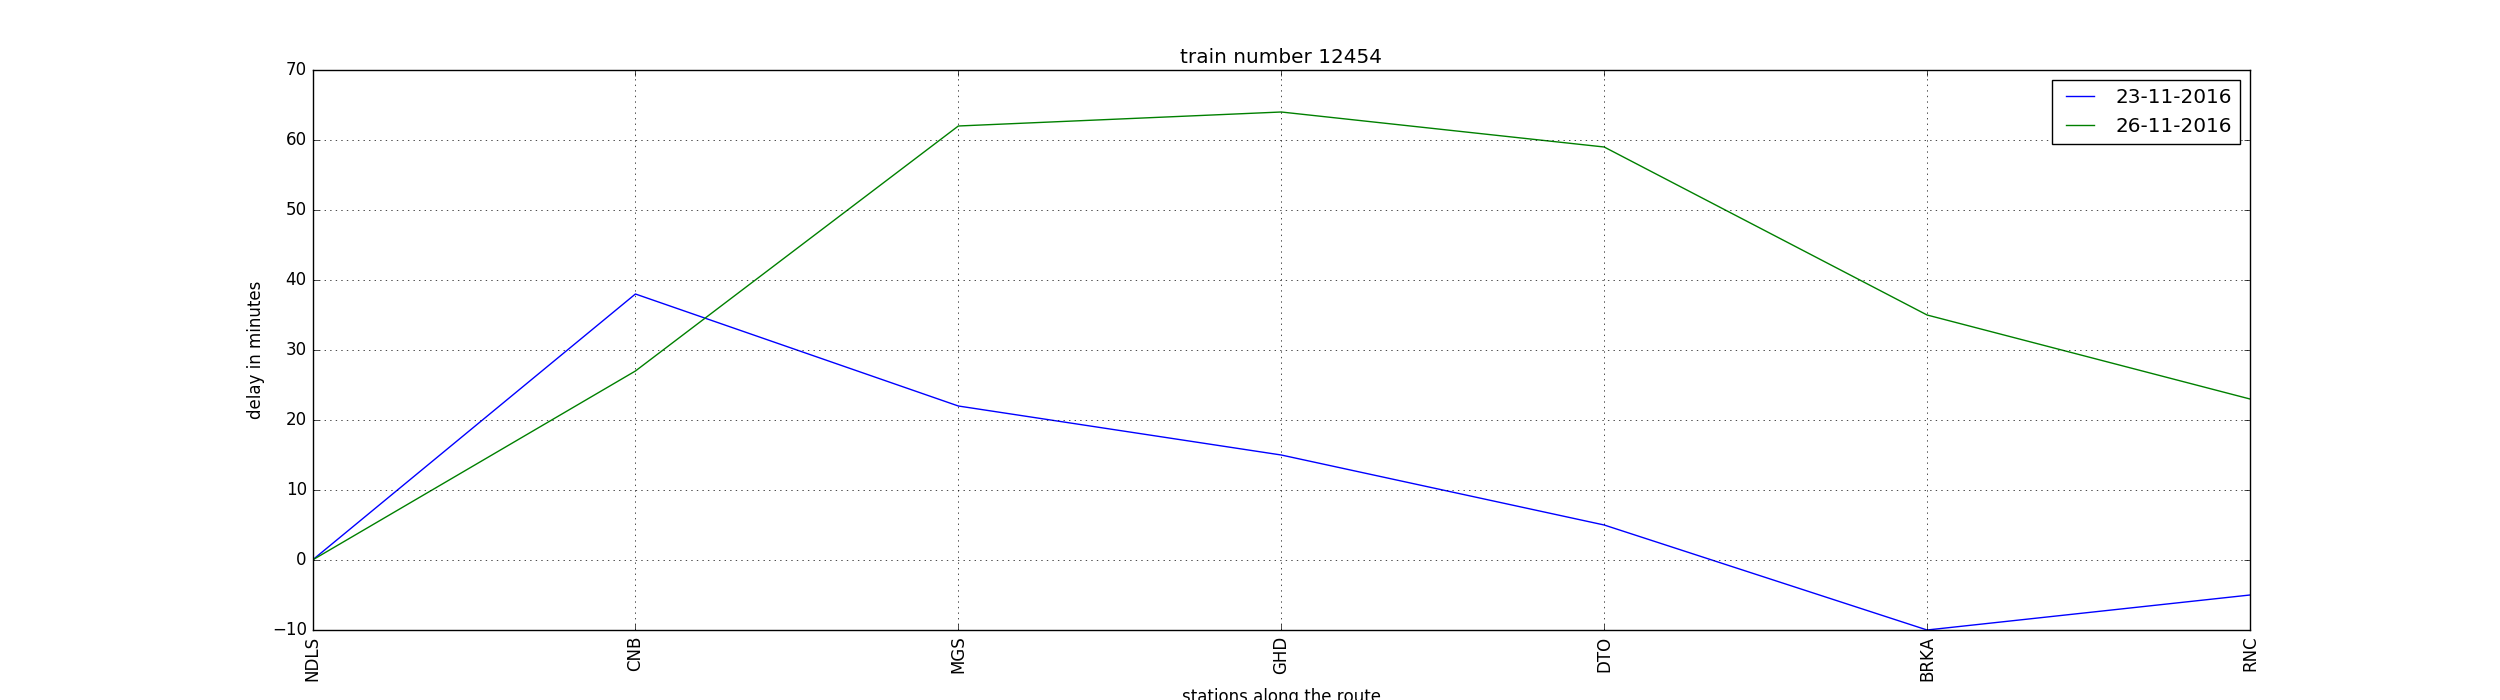 train number 12454
70
60
50
40
30
20
10
0
−10
delay in minutes
23-11-2016
26-11-2016
NDLS
CNB
MGS
GHD
DTO
BRKA
RNC
stations along the route